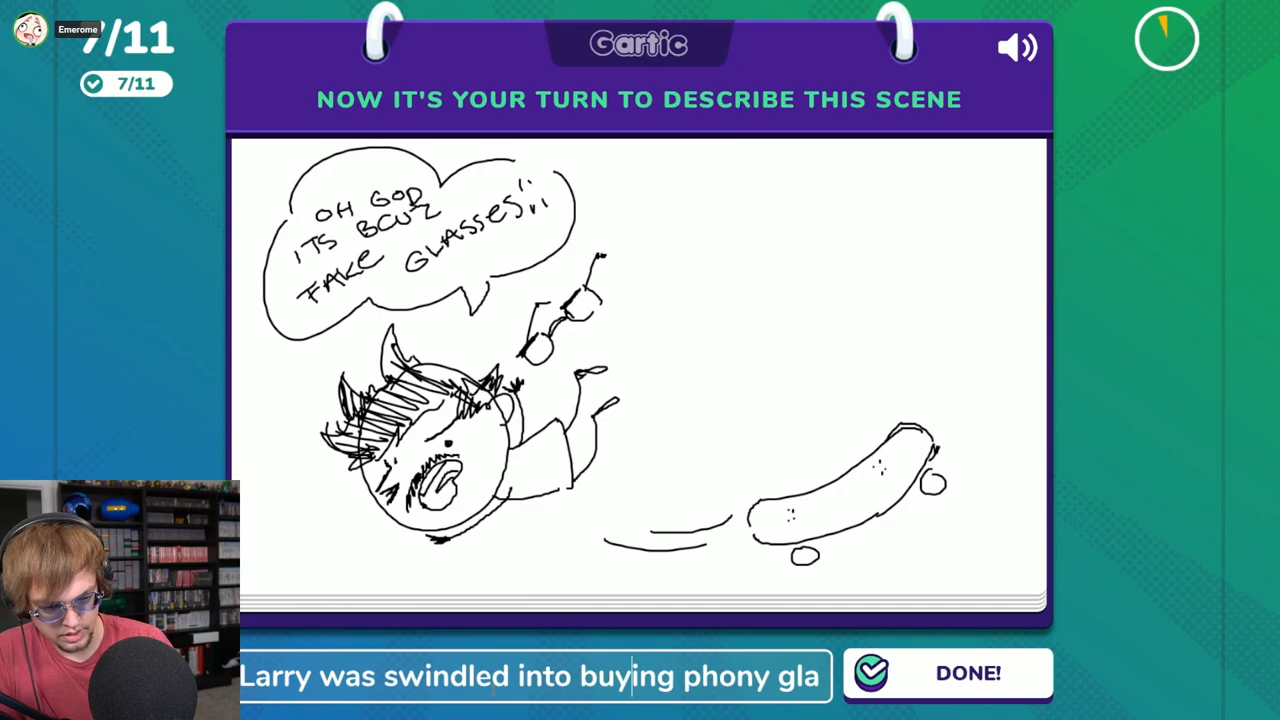 Emerome
7/11
7/11
Gartic
NOW IT'S YOUR TURN TO DESCRIBE THIS SCENE
OH GOD
ITS BCUZ
FAKE GLASSES!!
Larry was swindled into buying phony gla
DONE!